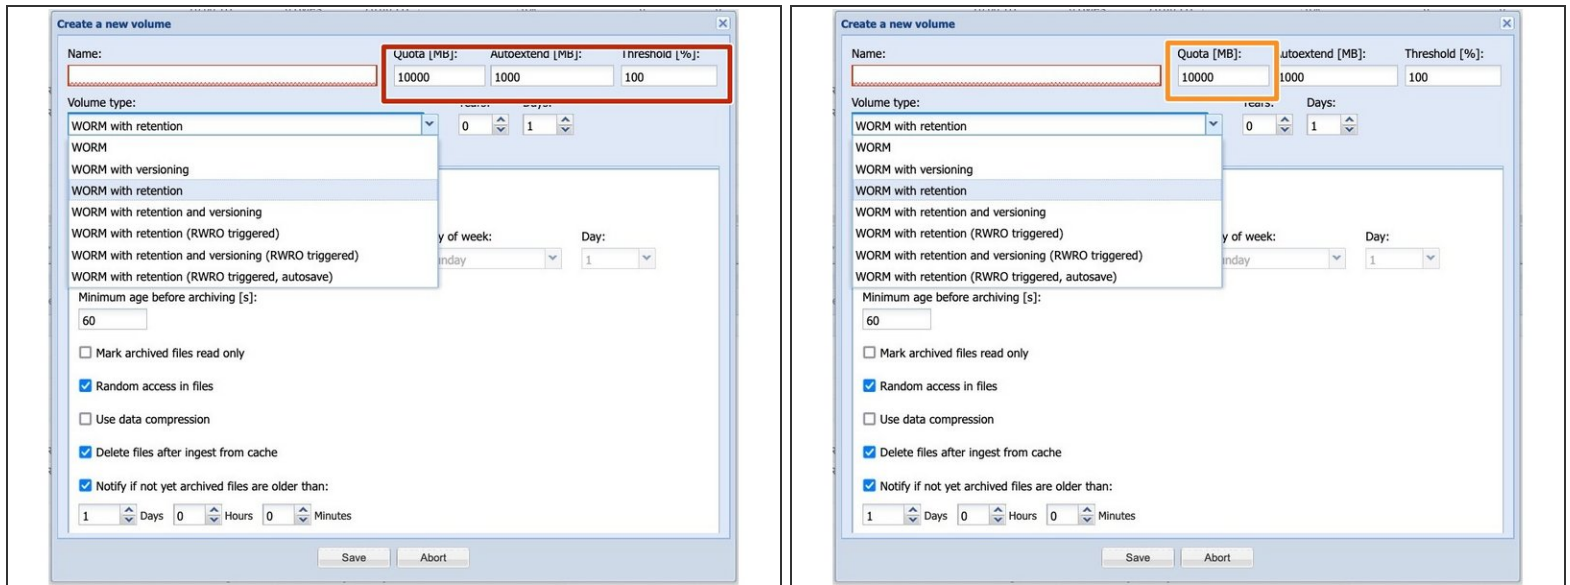 Create a new volume
Name: Quota [MB]: Autoextend [MB]: Threshold [%]:
10000 1000 100
Volume type: Years: Days:
WORM with retention 0 1
WORM
WORM with versioning
WORM with retention
WORM with retention and versioning
WORM with retention (RWRO triggered) y of week: Day:
WORM with retention and versioning (RWRO triggered) nday 1
WORM with retention (RWRO triggered, autosave)
Minimum age before archiving [s]:
60
Mark archived files read only
Random access in files
Use data compression
Delete files after ingest from cache
Notify if not yet archived files are older than:
1 Days 0 Hours 0 Minutes
Save Abort
Create a new volume
Name: Quota [MB]: Autoextend [MB]: Threshold [%]:
10000 1000 100
Volume type: Years: Days:
WORM with retention 0 1
WORM
WORM with versioning
WORM with retention
WORM with retention and versioning
WORM with retention (RWRO triggered) y of week: Day:
WORM with retention and versioning (RWRO triggered) nday 1
WORM with retention (RWRO triggered, autosave)
Minimum age before archiving [s]:
60
Mark archived files read only
Random access in files
Use data compression
Delete files after ingest from cache
Notify if not yet archived files are older than:
1 Days 0 Hours 0 Minutes
Save Abort